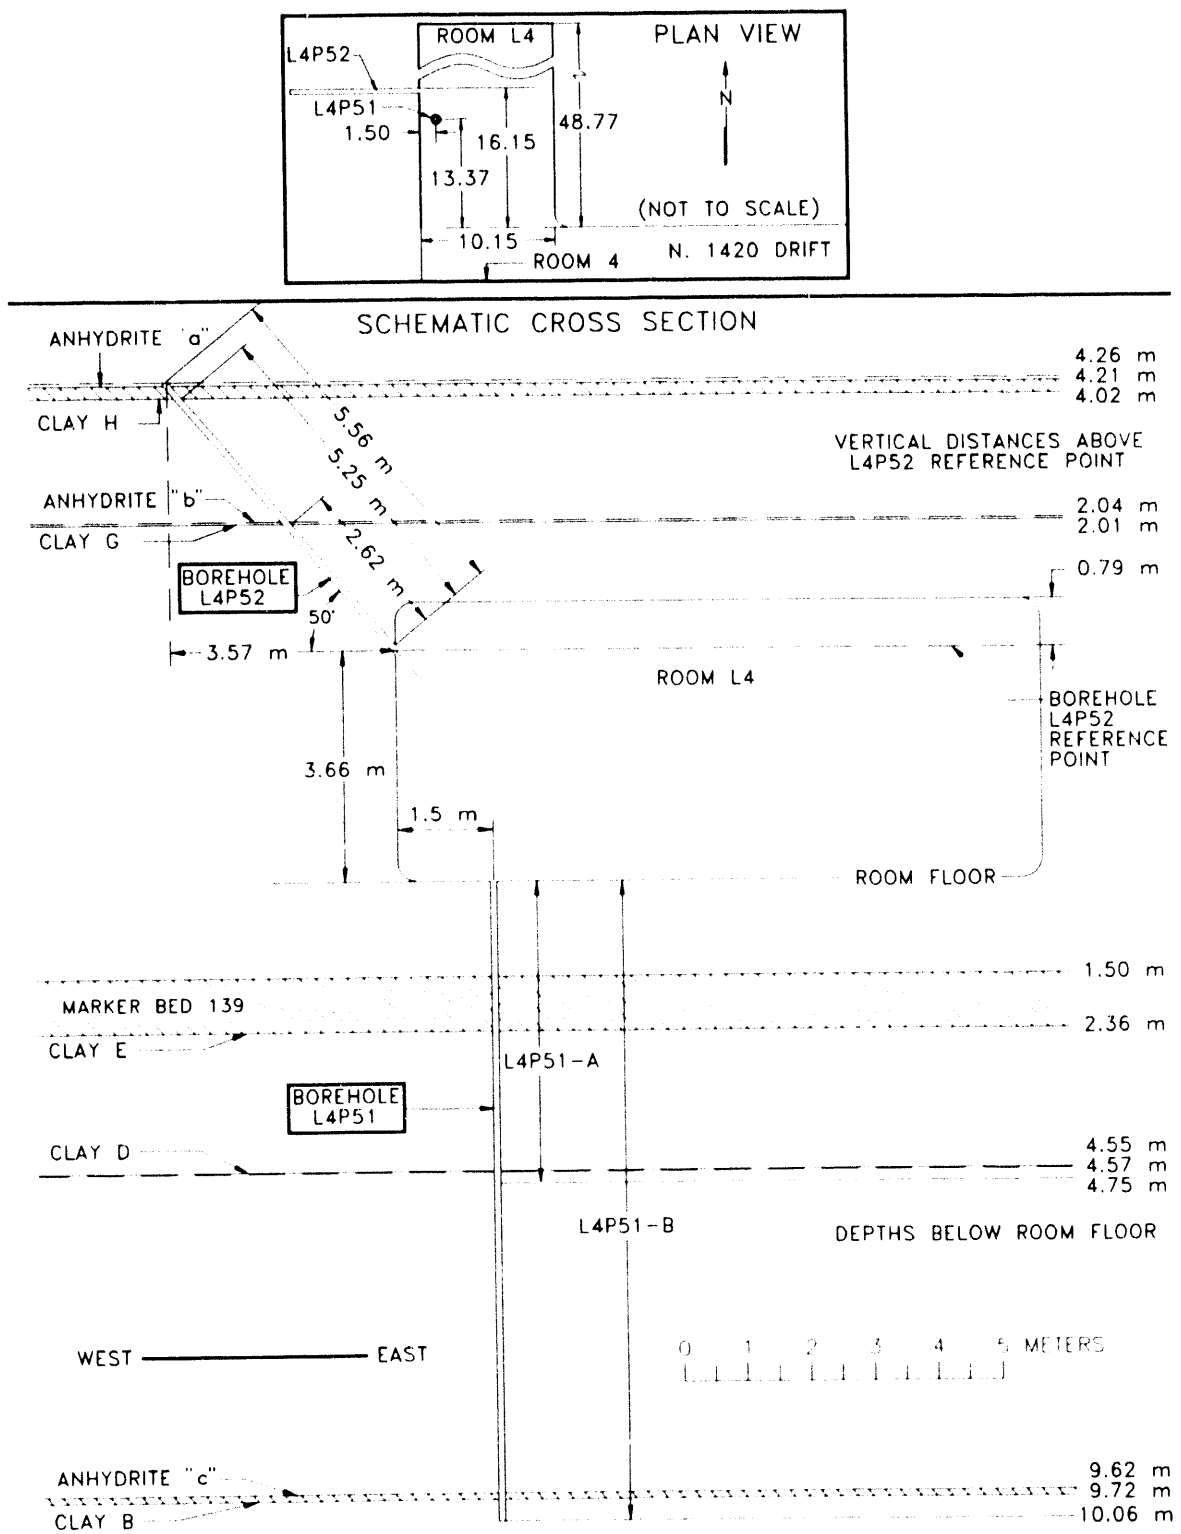 ROOM L4
PLAN VIEW
L4P52
N
L4P51
1.50
48.77
16.15
13.37
(NOT TO SCALE)
10.15
N. 1420 DRIFT
ROOM 4
SCHEMATIC CROSS SECTION
ANHYDRITE "a"
4.26 m
4.21 m
4.02 m
CLAY H
5.56 m
5.25 m
VERTICAL DISTANCES ABOVE
L4P52 REFERENCE POINT
ANHYDRITE "b"
2.04 m
2.01 m
CLAY G
2.62 m
0.79 m
BOREHOLE
L4P52
50°
3.57 m
ROOM L4
BOREHOLE
L4P52
REFERENCE
POINT
3.66 m
1.5 m
ROOM FLOOR
1.50 m
MARKER BED 139
2.36 m
CLAY E
L4P51-A
BOREHOLE
L4P51
CLAY D
4.55 m
4.57 m
4.75 m
L4P51-B
DEPTHS BELOW ROOM FLOOR
0 1 2 3 4 5 METERS
WEST EAST
ANHYDRITE "c"
9.62 m
9.72 m
10.06 m
CLAY B